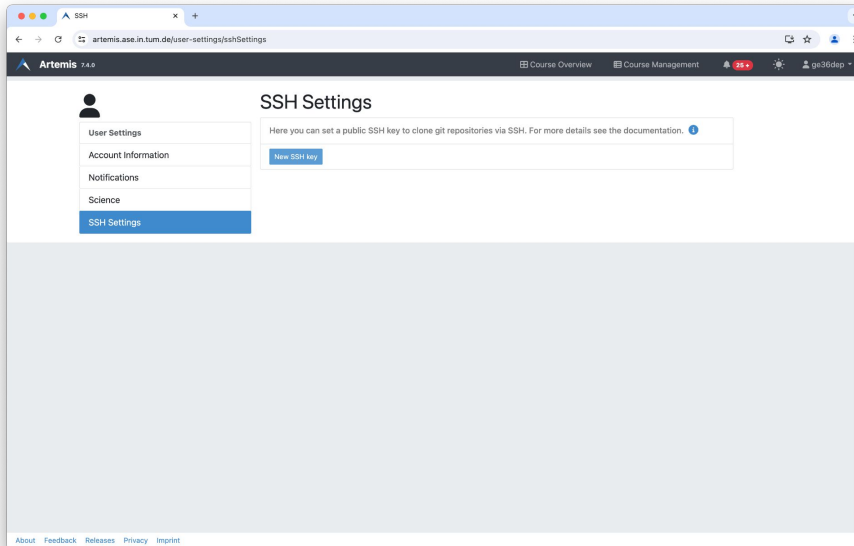 SSH
artemis.ase.in.tum.de/user-settings/sshSettings
Artemis 7.4.0
Course Overview
Course Management
25 +
ge36dep
SSH Settings
User Settings
Account Information
Notifications
Science
SSH Settings
Here you can set a public SSH key to clone git repositories via SSH. For more details see the documentation.
New SSH key
About Feedback Releases Privacy Imprint